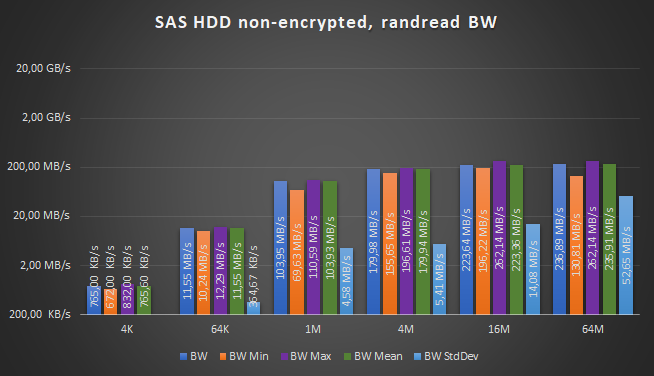 SAS HDD non-encrypted, randread BW
20,00 GB/s
2,00 GB/s
200,00 MB/s
20,00 MB/s
2,00 MB/s
200,00 KB/s
765,00 KB/s
672,00 KB/s
832,00 KB/s
765,60 KB/s
11,55 MB/s
10,24 MB/s
12,29 MB/s
11,55 MB/s
364,67 KB/s
103,95 MB/s
69,63 MB/s
110,59 MB/s
103,93 MB/s
4,58 MB/s
179,98 MB/s
155,65 MB/s
196,61 MB/s
179,94 MB/s
5,41 MB/s
223,64 MB/s
196,22 MB/s
262,14 MB/s
223,36 MB/s
14,08 MB/s
236,89 MB/s
130,81 MB/s
262,14 MB/s
235,91 MB/s
52,65 MB/s
4K 64K 1M 4M 16M 64M
BW BW Min BW Max BW Mean BW StdDev